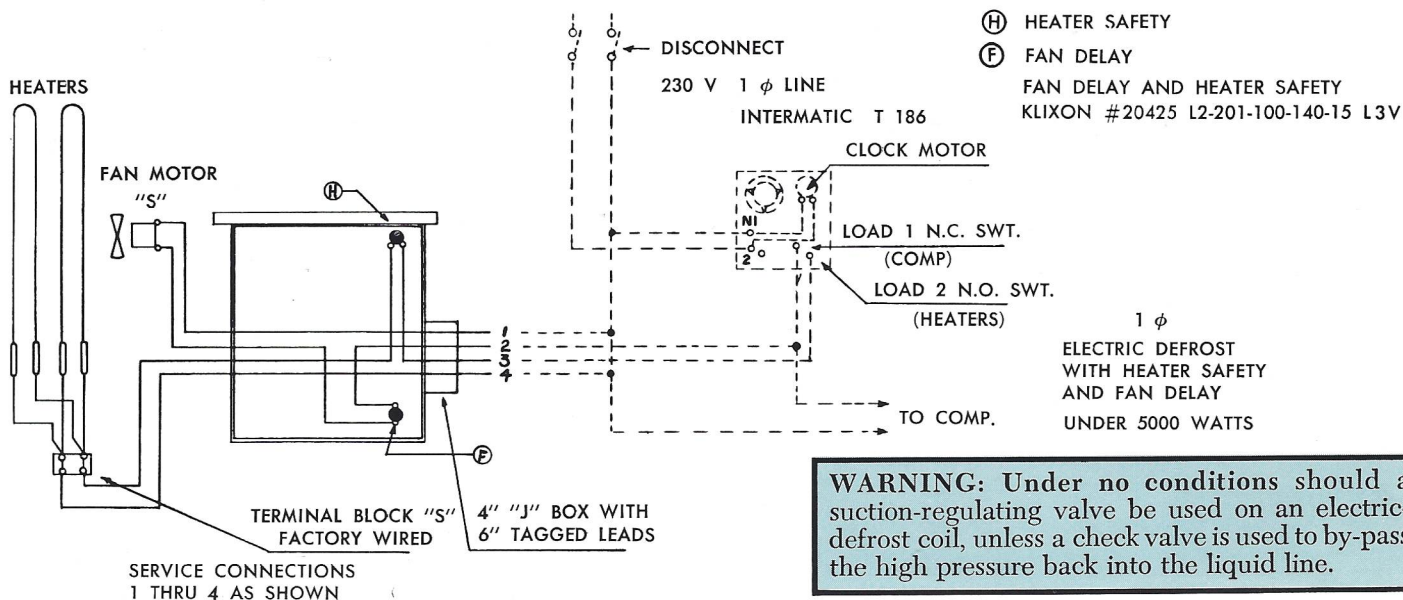 HEATERS
FAN MOTOR
"S"
H
DISCONNECT
230 V 1 ϕ LINE
INTERMATIC T 186
CLOCK MOTOR
H HEATER SAFETY
F FAN DELAY
FAN DELAY AND HEATER SAFETY
KLIXON #20425 L2-201-100-140-15 L3V
N1
2
LOAD 1 N.C. SWT.
(COMP)
LOAD 2 N.O. SWT.
(HEATERS)
1
2
3
4
1 ϕ
ELECTRIC DEFROST
WITH HEATER SAFETY
AND FAN DELAY
UNDER 5000 WATTS
TO COMP.
F
TERMINAL BLOCK "S"
FACTORY WIRED
4" "J" BOX WITH
6" TAGGED LEADS
SERVICE CONNECTIONS
1 THRU 4 AS SHOWN
WARNING: Under no conditions should a
suction-regulating valve be used on an electric-
defrost coil, unless a check valve is used to by-pass
the high pressure back into the liquid line.